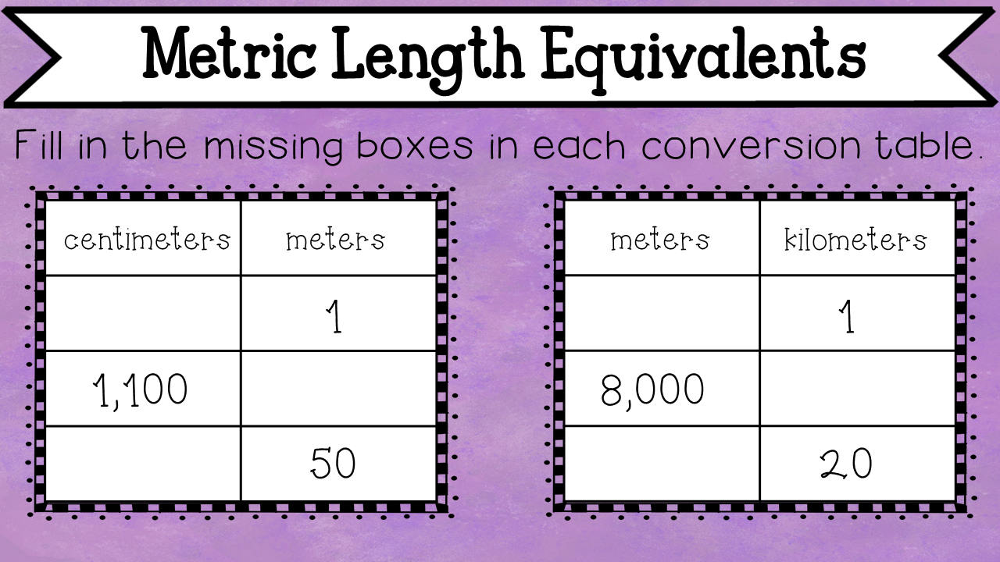 Metric Length Equivalents
Fill in the missing boxes in each conversion table.
centimeters meters
1
1,100
50
meters kilometers
1
8,000
20